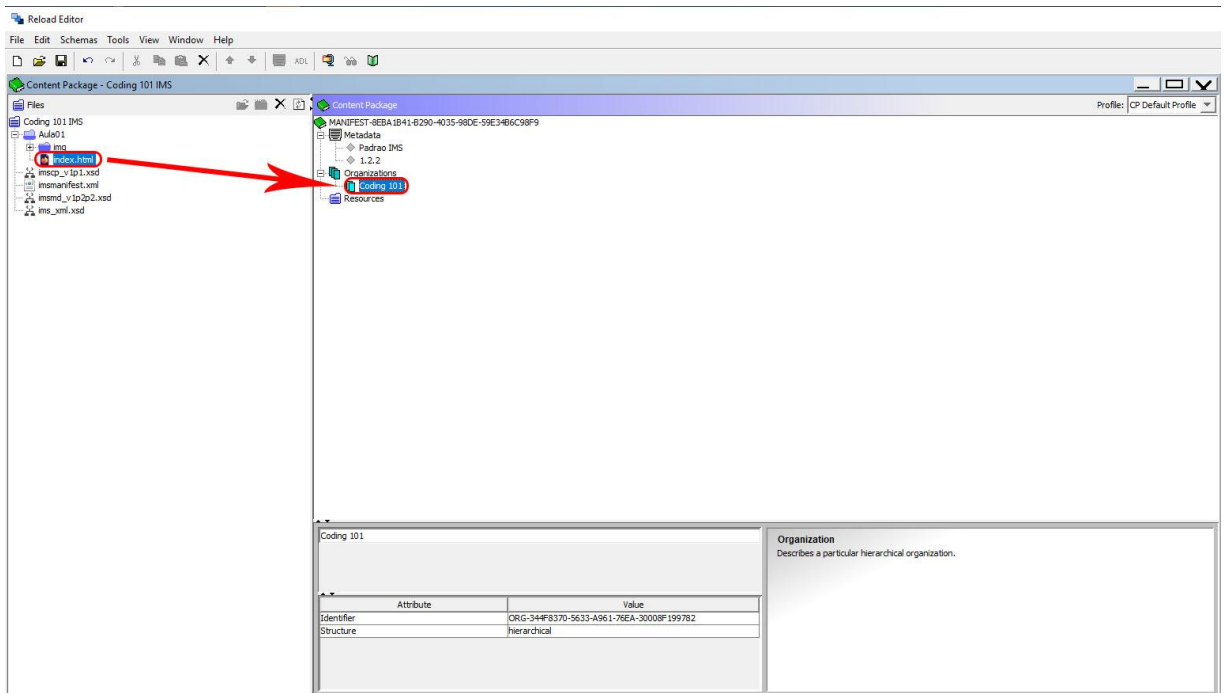 Reload Editor
File Edit Schemas Tools View Window Help
ADL
Content Package - Coding 101 IMS
Files
Content Package
Profile: CP Default Profile
Coding 101 IMS
Aula01
img
index.html
imscp_v1p1.xsd
imsmanifest.xml
imsmd_v1p2p2.xsd
ims_xml.xsd
MANIFEST-8EBA1B41-B290-4035-98DE-59E34B6C98F9
Metadata
Padrao IMS
1.2.2
Organizations
Coding 101
Resources
Coding 101
Attribute Value
Identifier ORG-344F8370-5633-A961-76EA-30008F199782
Structure hierarchical
Organization
Describes a particular hierarchical organization.